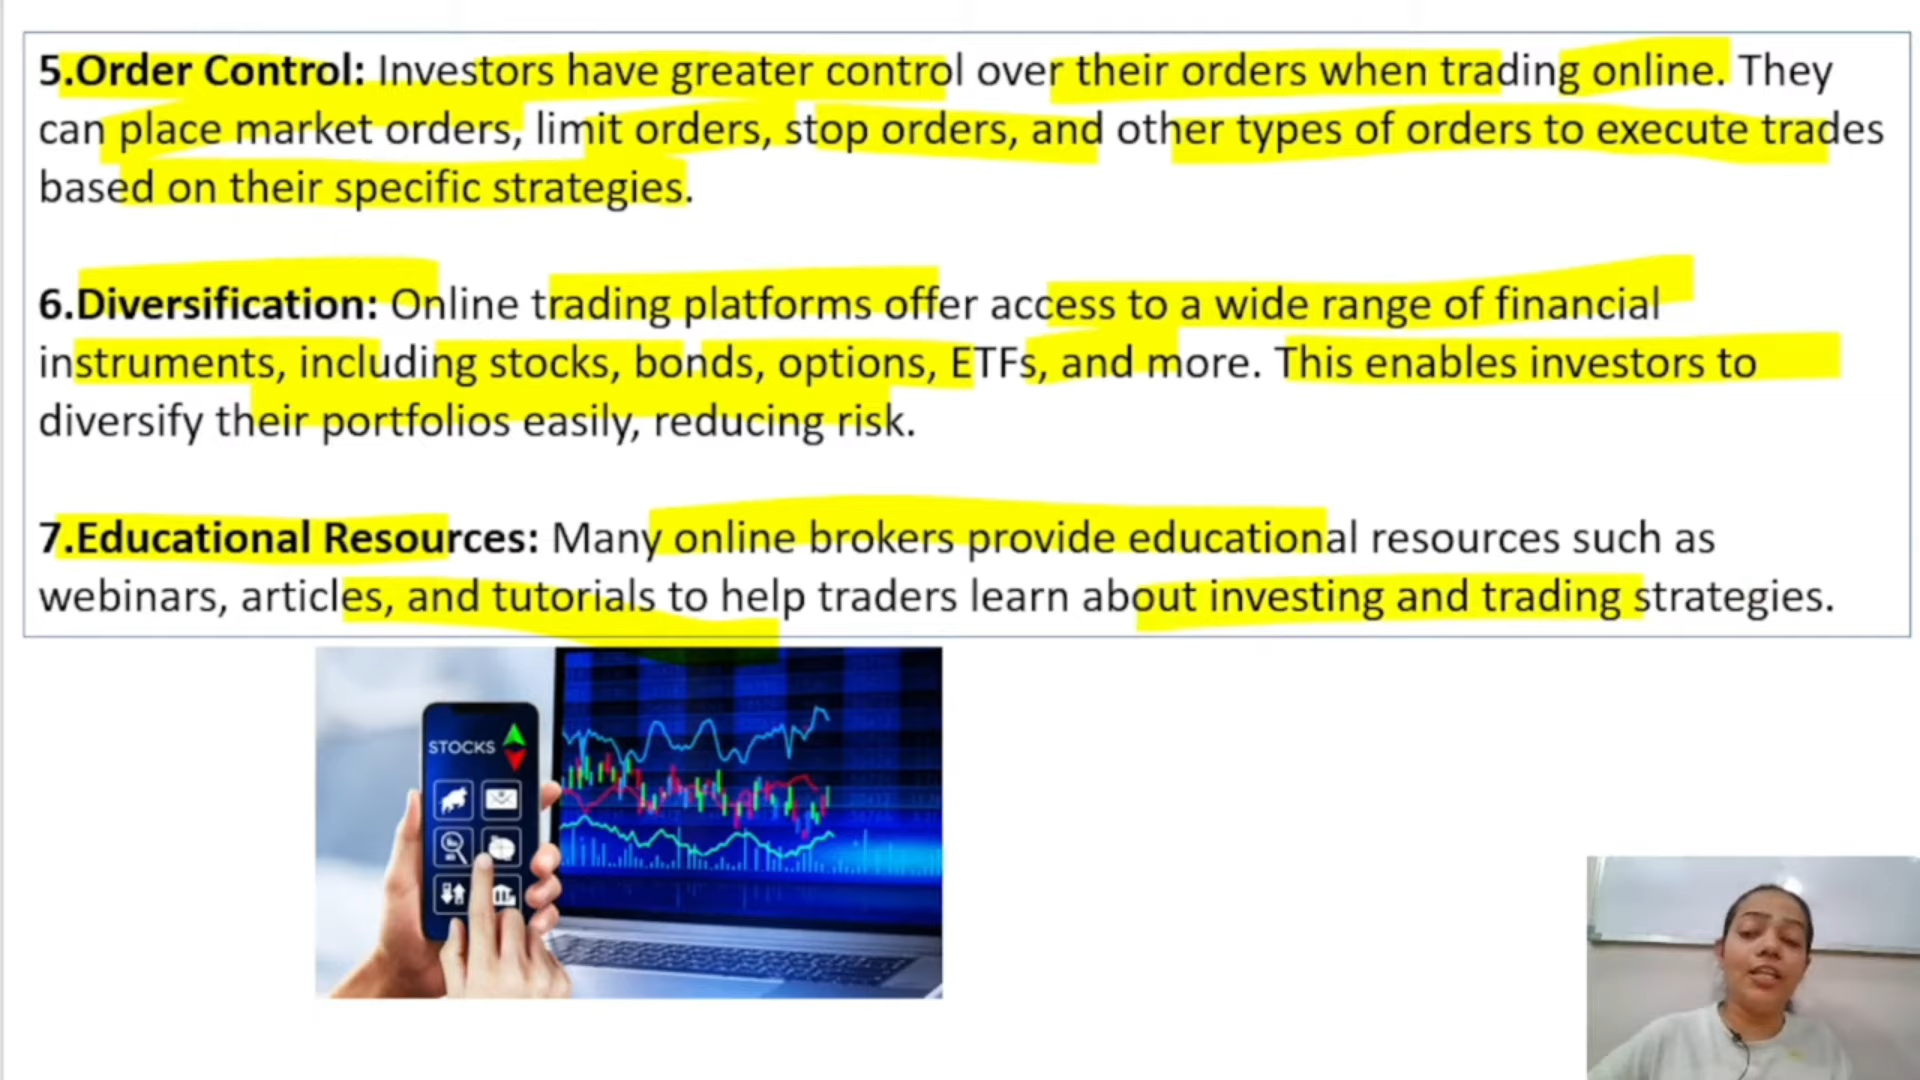 5.Order Control: Investors have greater control over their orders when trading online. They
can place market orders, limit orders, stop orders, and other types of orders to execute trades
based on their specific strategies.
6.Diversification: Online trading platforms offer access to a wide range of financial
instruments, including stocks, bonds, options, ETFs, and more. This enables investors to
diversify their portfolios easily, reducing risk.
7.Educational Resources: Many online brokers provide educational resources such as
webinars, articles, and tutorials to help traders learn about investing and trading strategies.
STOCKS